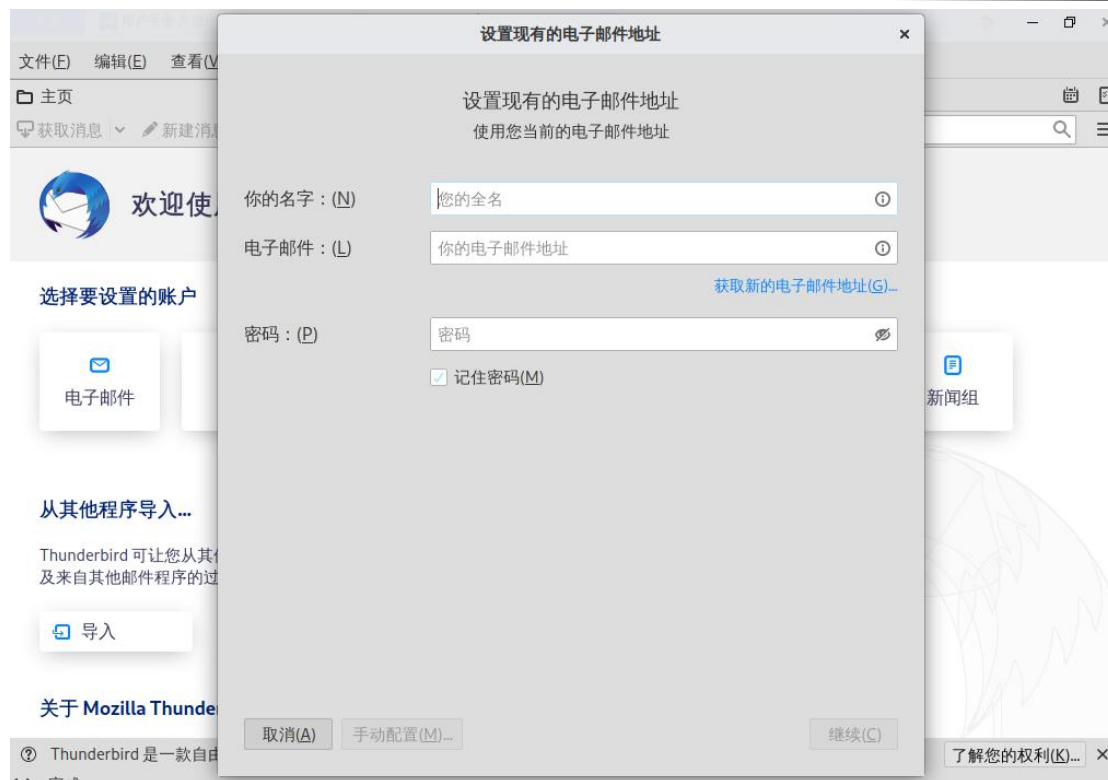 设置现有的电子邮件地址
文件(F) 编辑(E) 查看(V
主页
设置现有的电子邮件地址
获取消息 新建消息
使用您当前的电子邮件地址
欢迎使用
你的名字：(N) 您的全名
电子邮件：(L) 你的电子邮件地址
获取新的电子邮件地址(G)...
选择要设置的账户
密码：(P) 密码
记住密码(M)
电子邮件
新闻组
从其他程序导入...
Thunderbird 可让您从其他
及来自其他邮件程序的过
导入
关于 Mozilla Thunder
取消(A) 手动配置(M)... 继续(C)
Thunderbird 是一款自由
了解您的权利(K)...